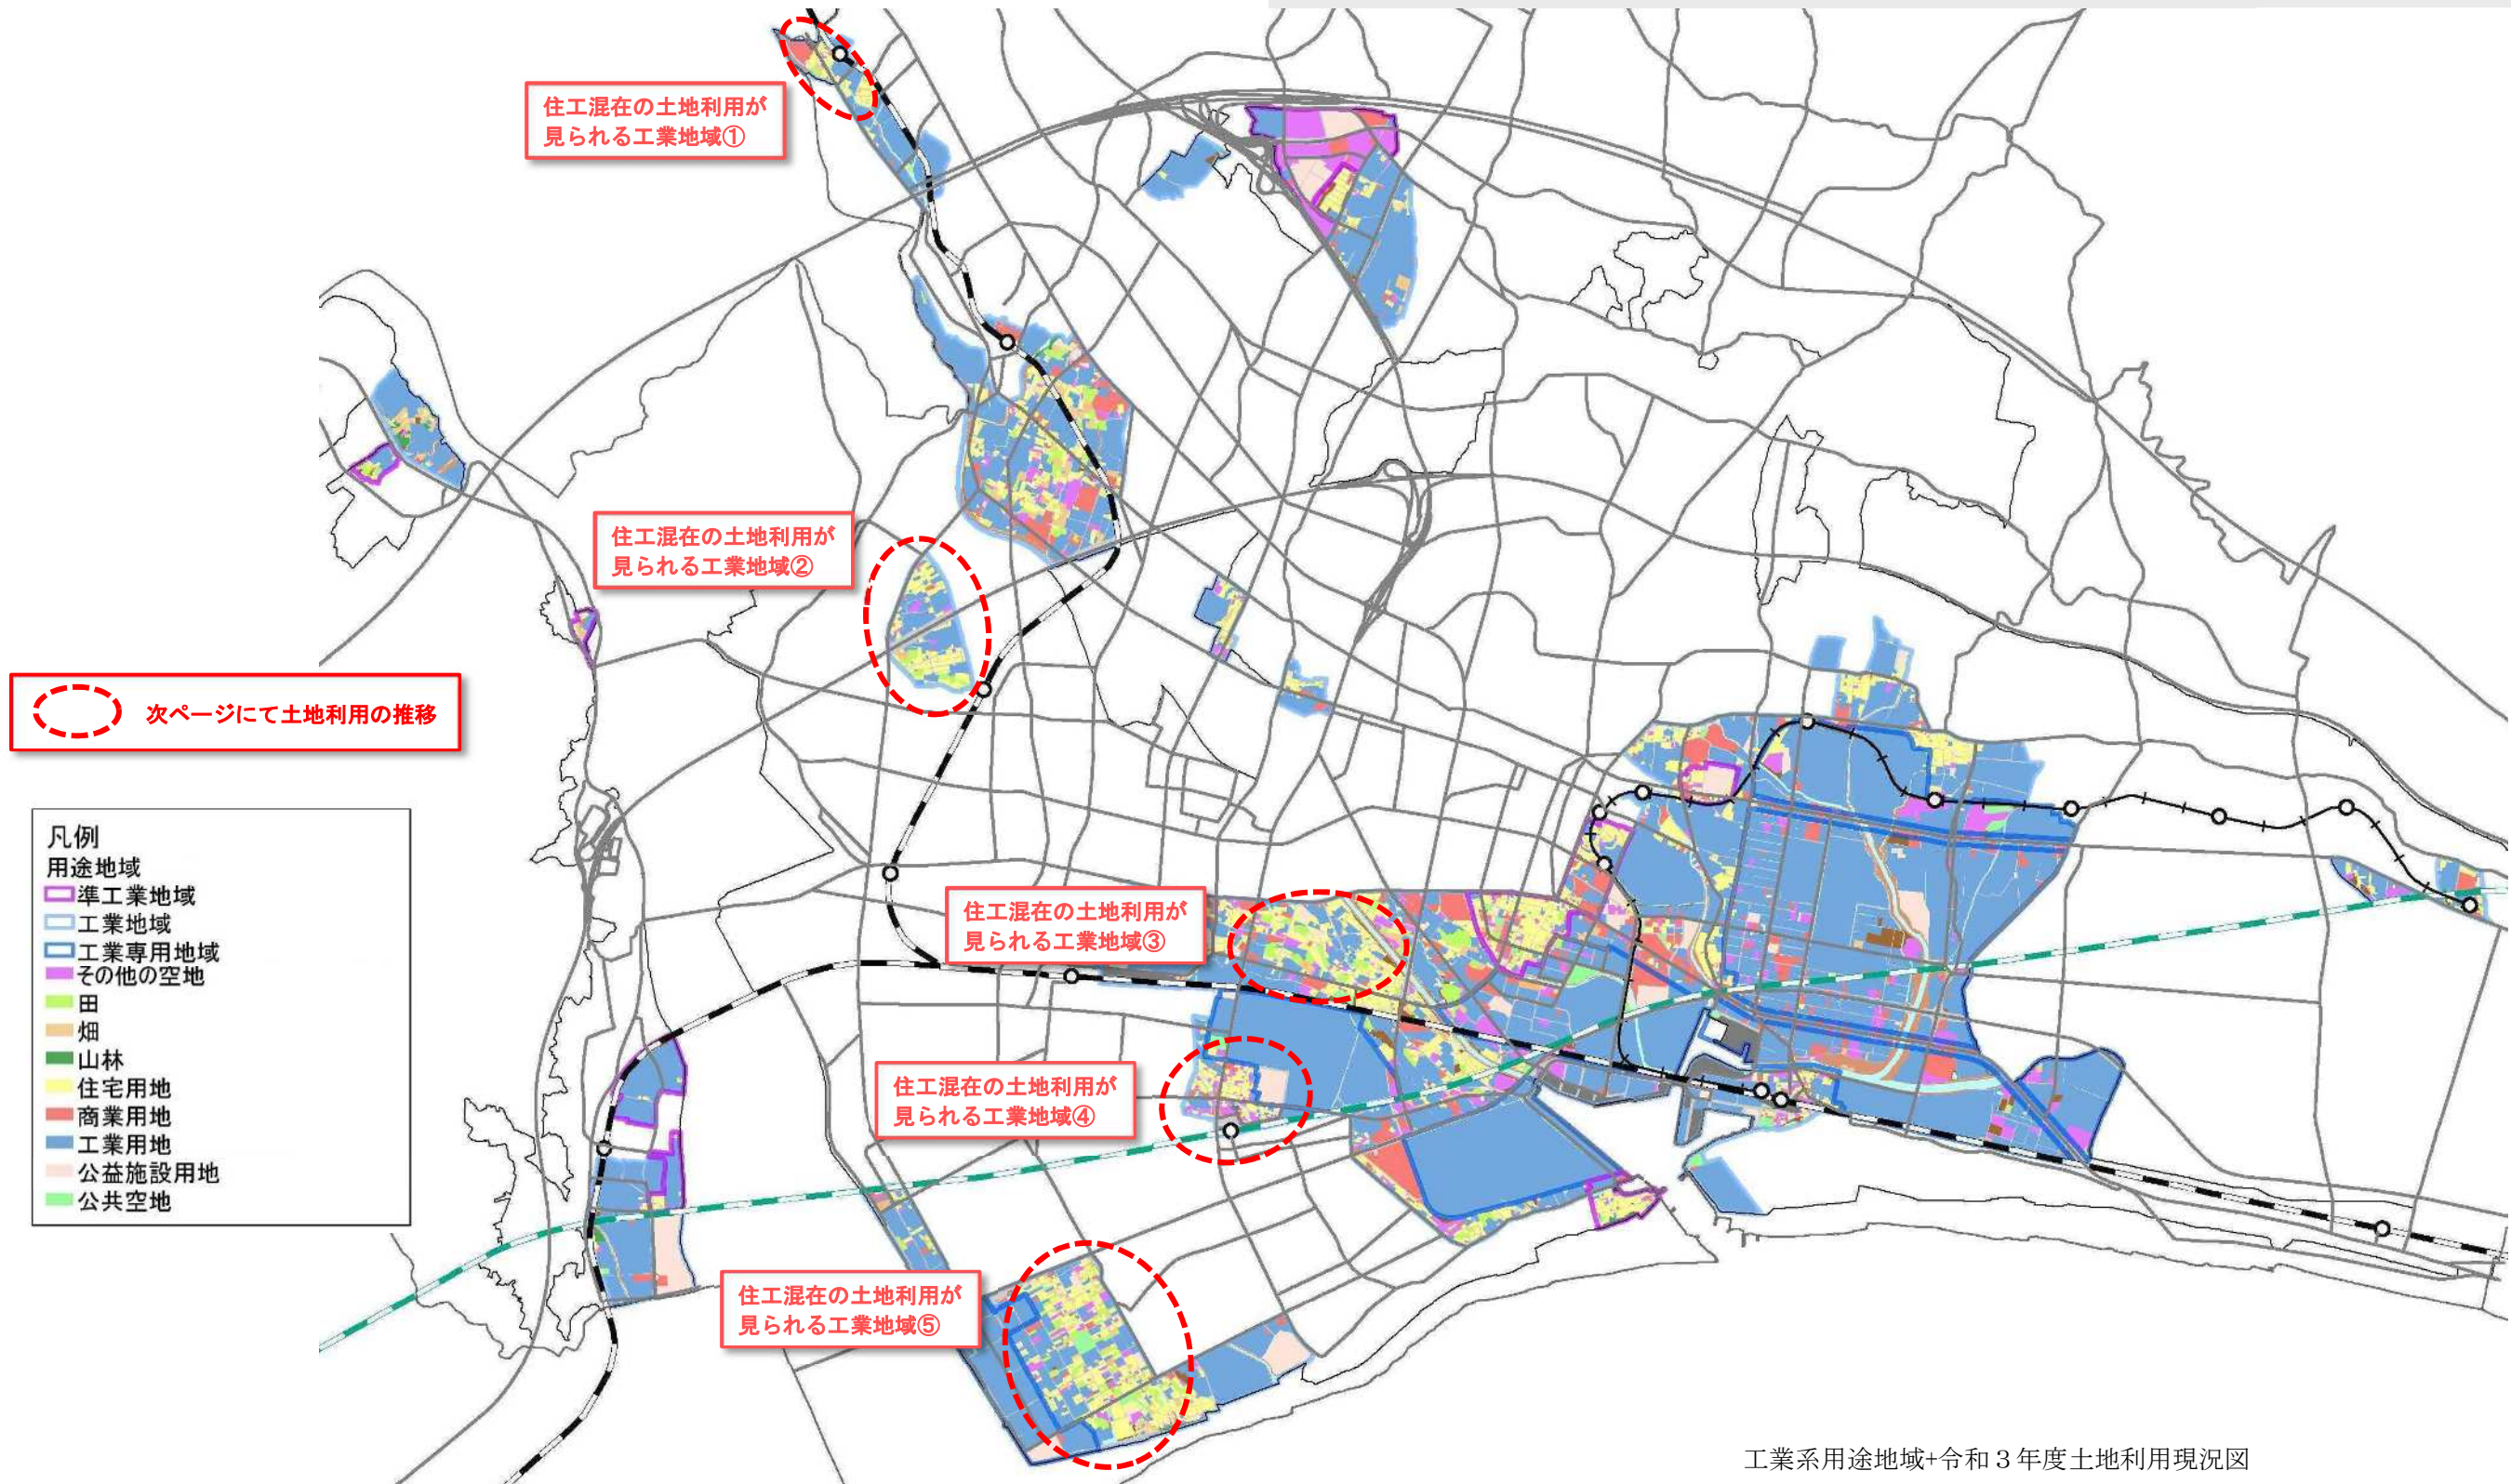 住工混在の土地利用が
見られる工業地域①
住工混在の土地利用が
見られる工業地域②
次ページにて土地利用の推移
凡例
用途地域
準工業地域
工業地域
工業専用地域
その他の空地
田
畑
山林
住宅用地
商業用地
工業用地
公益施設用地
公共空地
住工混在の土地利用が
見られる工業地域③
住工混在の土地利用が
見られる工業地域④
住工混在の土地利用が
見られる工業地域⑤
工業系用途地域+令和３年度土地利用現況図